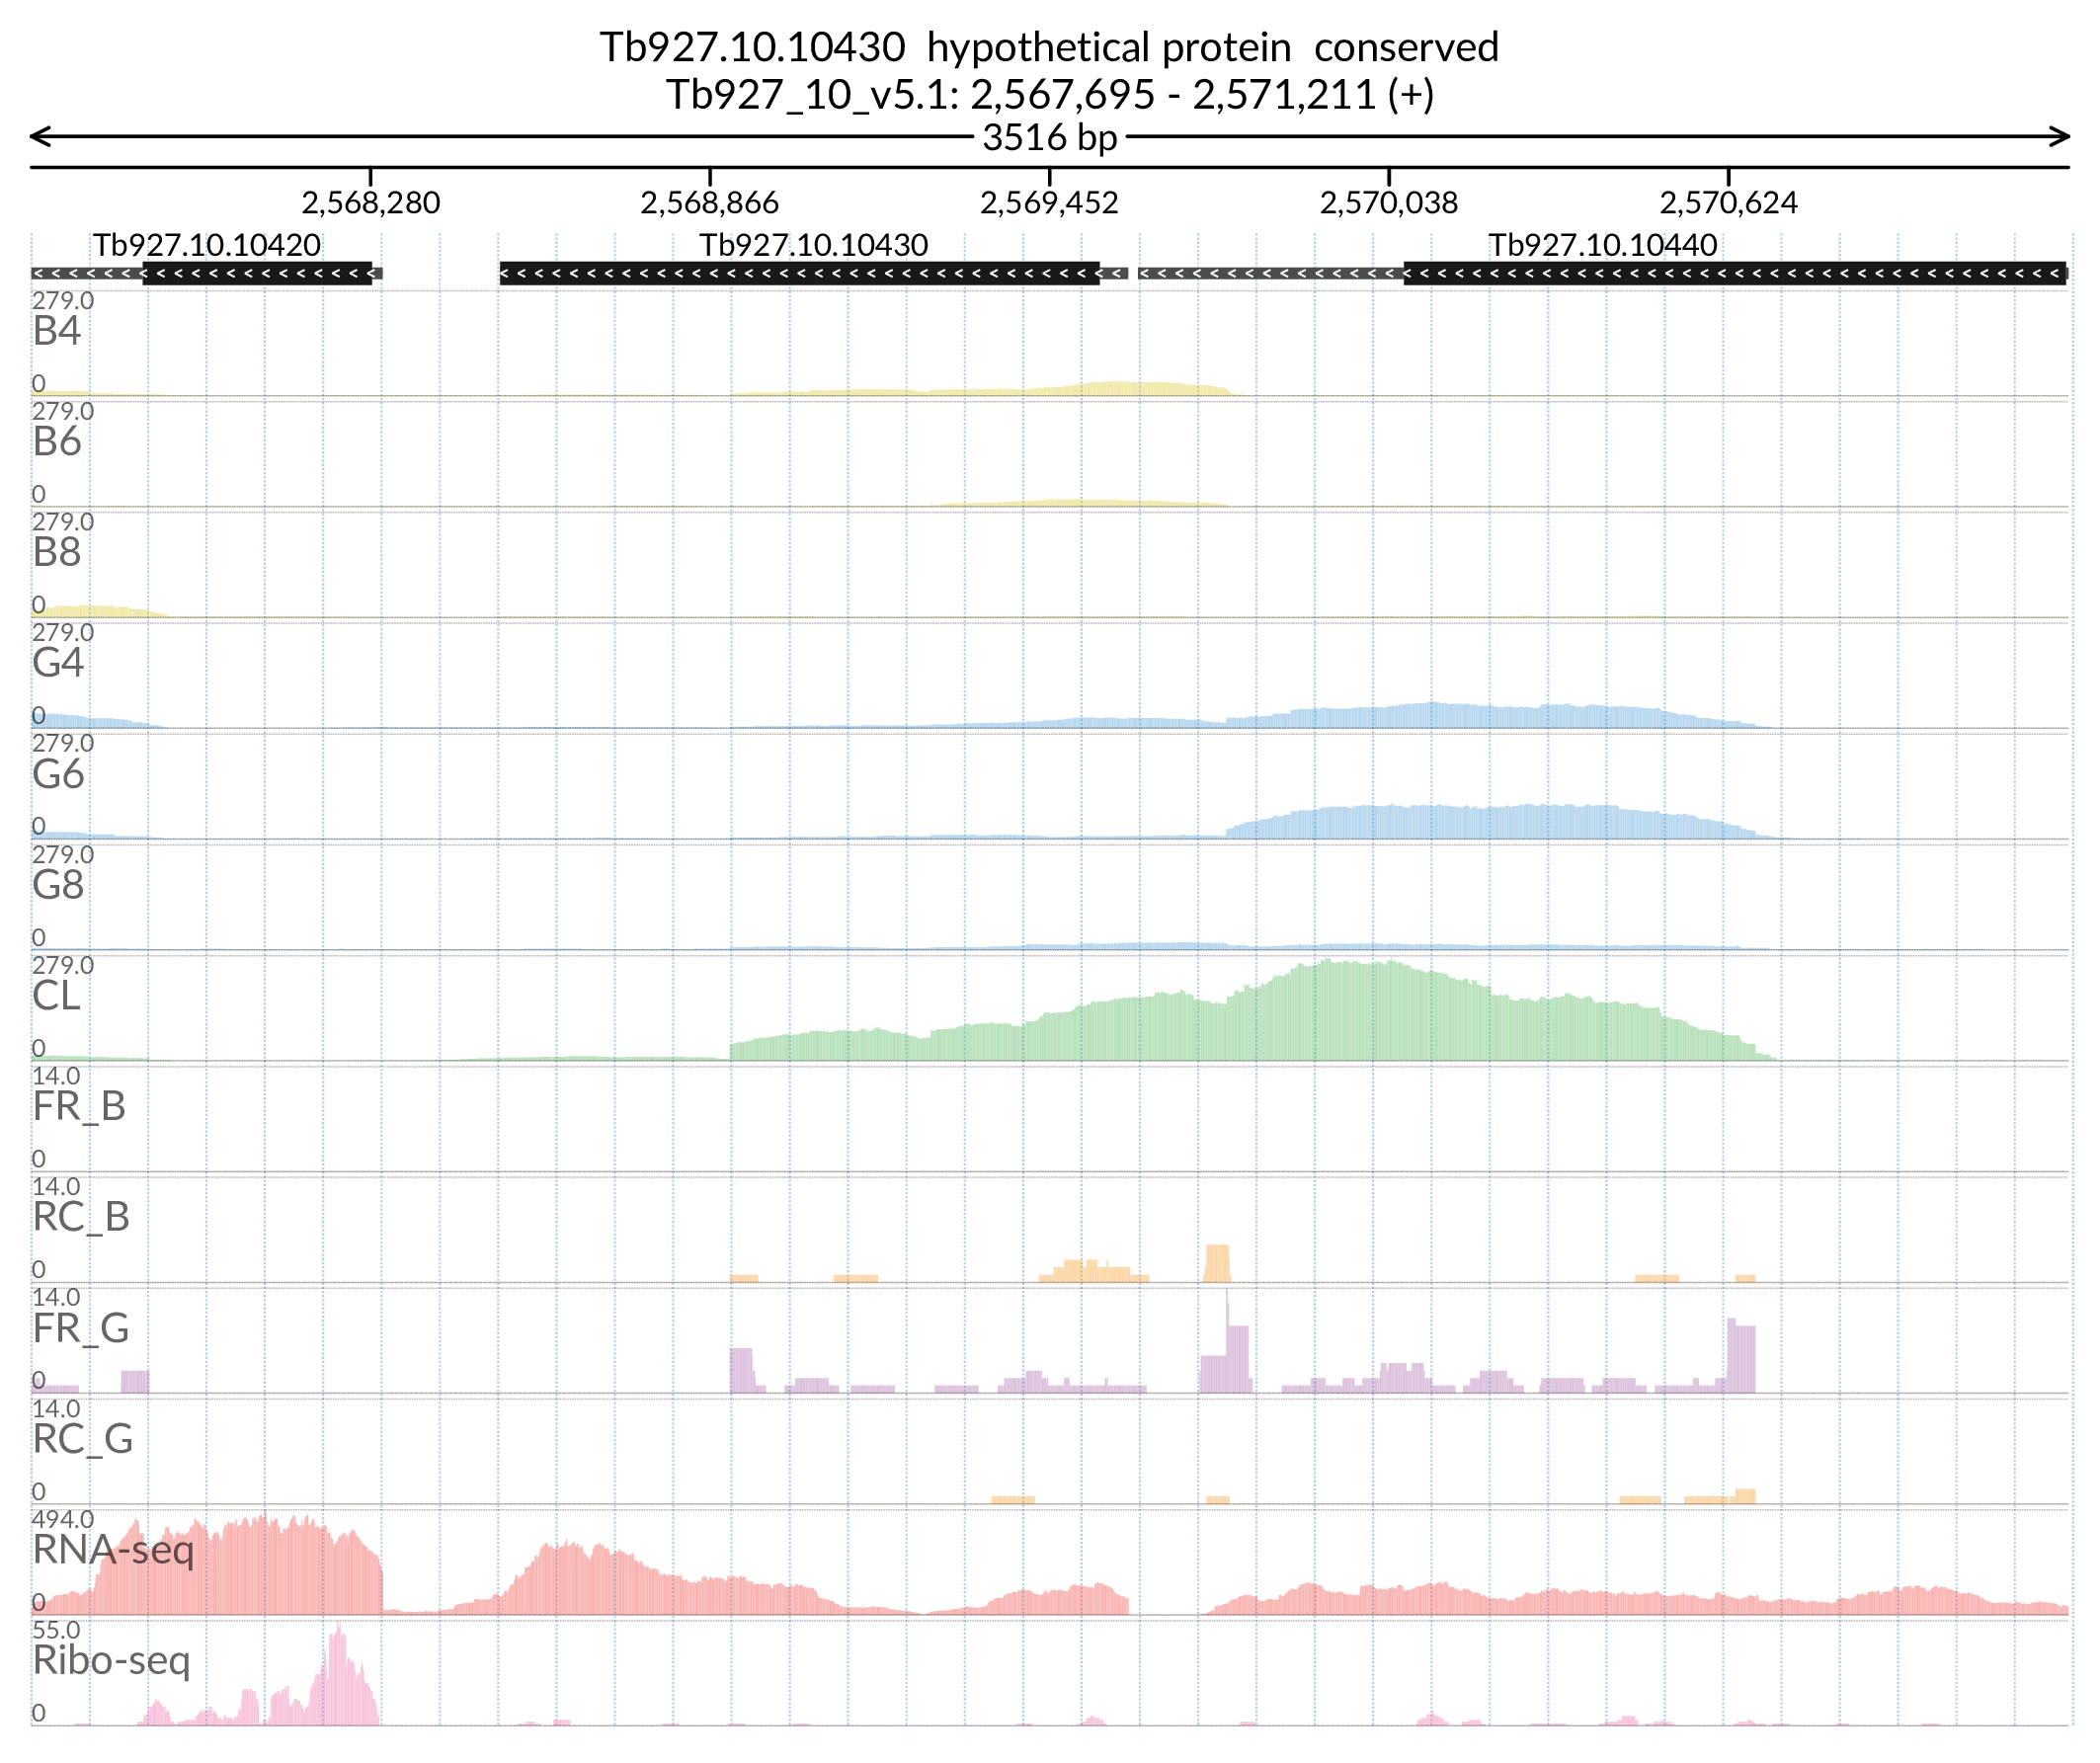 Tb927.10.10430  hypothetical protein  conserved
Tb927_10_v5.1: 2,567,695 - 2,571,211 (+)
3516 bp
2,568,280 2,568,866 2,569,452 2,570,038 2,570,624
Tb927.10.10420 Tb927.10.10430 Tb927.10.10440
279.0
B4
0
279.0
B6
0
279.0
B8
0
279.0
G4
0
279.0
G6
0
279.0
G8
0
279.0
CL
0
14.0
FR_B
0
14.0
RC_B
0
14.0
FR_G
0
14.0
RC_G
0
494.0
RNA-seq
0
55.0
Ribo-seq
0